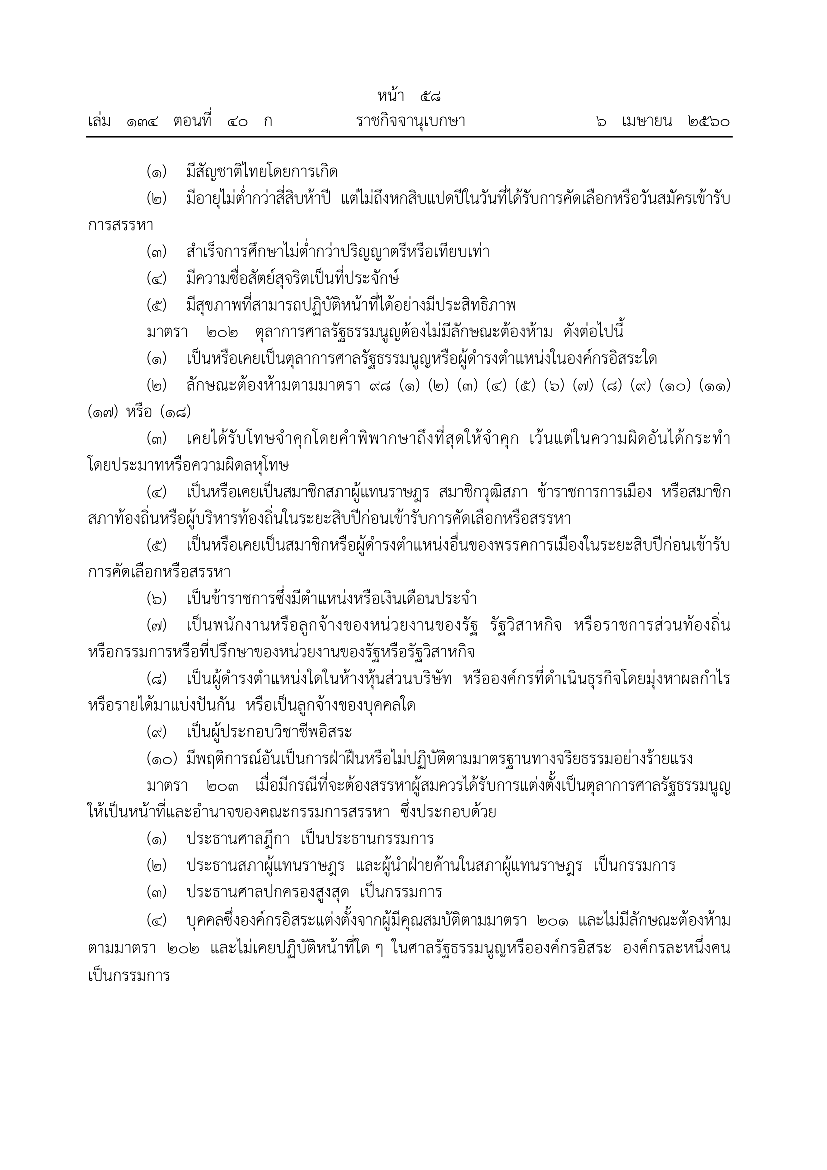 หน้า ๕๘
เล่ม ๑๓๔ ตอนที่ ๔๐ ก ราชกิจจานุเบกษา ๖ เมษายน ๒๕๖๐
(๑) มีสัญชาติไทยโดยการเกิด
(๒) มีอายุไม่ต่ำกว่าสี่สิบห้าปี แต่ไม่ถึงหกสิบแปดปีในวันที่ได้รับการคัดเลือกหรือวันสมัครเข้ารับ
การสรรหา
(๓) สำเร็จการศึกษาไม่ต่ำกว่าปริญญาตรีหรือเทียบเท่า
(๔) มีความซื่อสัตย์สุจริตเป็นที่ประจักษ์
(๕) มีสุขภาพที่สามารถปฏิบัติหน้าที่ได้อย่างมีประสิทธิภาพ
มาตรา ๒๐๒ ตุลาการศาลรัฐธรรมนูญต้องไม่มีลักษณะต้องห้าม ดังต่อไปนี้
(๑) เป็นหรือเคยเป็นตุลาการศาลรัฐธรรมนูญหรือผู้ดำรงตำแหน่งในองค์กรอิสระใด
(๒) ลักษณะต้องห้ามตามมาตรา ๙๘ (๑) (๒) (๓) (๔) (๕) (๖) (๗) (๘) (๙) (๑๐) (๑๑)
(๑๗) หรือ (๑๘)
(๓) เคยได้รับโทษจำคุกโดยคำพิพากษาถึงที่สุดให้จำคุก เว้นแต่ในความผิดอันได้กระทำ
โดยประมาทหรือความผิดลหุโทษ
(๔) เป็นหรือเคยเป็นสมาชิกสภาผู้แทนราษฎร สมาชิกวุฒิสภา ข้าราชการการเมือง หรือสมาชิก
สภาท้องถิ่นหรือผู้บริหารท้องถิ่นในระยะสิบปีก่อนเข้ารับการคัดเลือกหรือสรรหา
(๕) เป็นหรือเคยเป็นสมาชิกหรือผู้ดำรงตำแหน่งอื่นของพรรคการเมืองในระยะสิบปีก่อนเข้ารับ
การคัดเลือกหรือสรรหา
(๖) เป็นข้าราชการซึ่งมีตำแหน่งหรือเงินเดือนประจำ
(๗) เป็นพนักงานหรือลูกจ้างของหน่วยงานของรัฐ รัฐวิสาหกิจ หรือราชการส่วนท้องถิ่น
หรือกรรมการหรือที่ปรึกษาของหน่วยงานของรัฐหรือรัฐวิสาหกิจ
(๘) เป็นผู้ดำรงตำแหน่งใดในห้างหุ้นส่วนบริษัท หรือองค์กรที่ดำเนินธุรกิจโดยมุ่งหาผลกำไร
หรือรายได้มาแบ่งปันกัน หรือเป็นลูกจ้างของบุคคลใด
(๙) เป็นผู้ประกอบวิชาชีพอิสระ
(๑๐) มีพฤติการณ์อันเป็นการฝ่าฝืนหรือไม่ปฏิบัติตามมาตรฐานทางจริยธรรมอย่างร้ายแรง
มาตรา ๒๐๓ เมื่อมีกรณีที่จะต้องสรรหาผู้สมควรได้รับการแต่งตั้งเป็นตุลาการศาลรัฐธรรมนูญ
ให้เป็นหน้าที่และอำนาจของคณะกรรมการสรรหา ซึ่งประกอบด้วย
(๑) ประธานศาลฎีกา เป็นประธานกรรมการ
(๒) ประธานสภาผู้แทนราษฎร และผู้นำฝ่ายค้านในสภาผู้แทนราษฎร เป็นกรรมการ
(๓) ประธานศาลปกครองสูงสุด เป็นกรรมการ
(๔) บุคคลซึ่งองค์กรอิสระแต่งตั้งจากผู้มีคุณสมบัติตามมาตรา ๒๐๑ และไม่มีลักษณะต้องห้าม
ตามมาตรา ๒๐๒ และไม่เคยปฏิบัติหน้าที่ใด ๆ ในศาลรัฐธรรมนูญหรือองค์กรอิสระ องค์กรละหนึ่งคน
เป็นกรรมการ